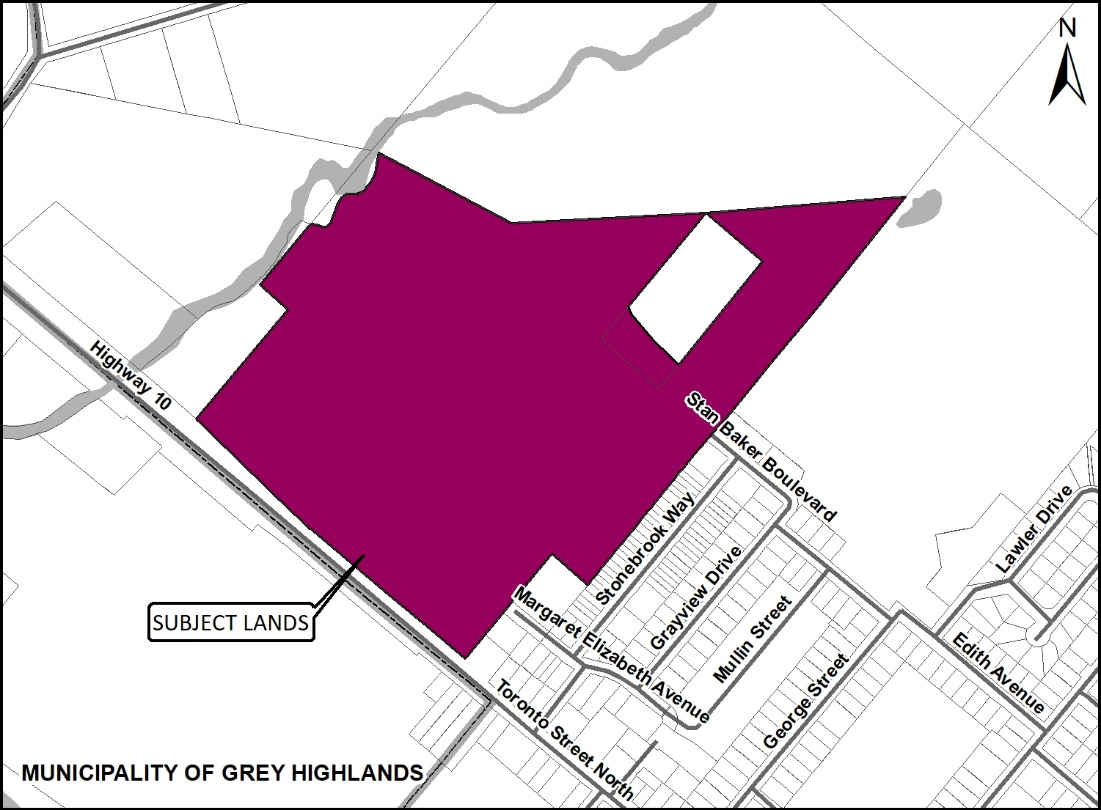 N
Highway 10
Stan Baker Boulevard
Lawler Drive
Stonebrook Way
Grayview Drive
Margaret Elizabeth Avenue
Mullin Street
SUBJECT LANDS
Edith Avenue
George Street
Toronto Street North
MUNICIPALITY OF GREY HIGHLANDS